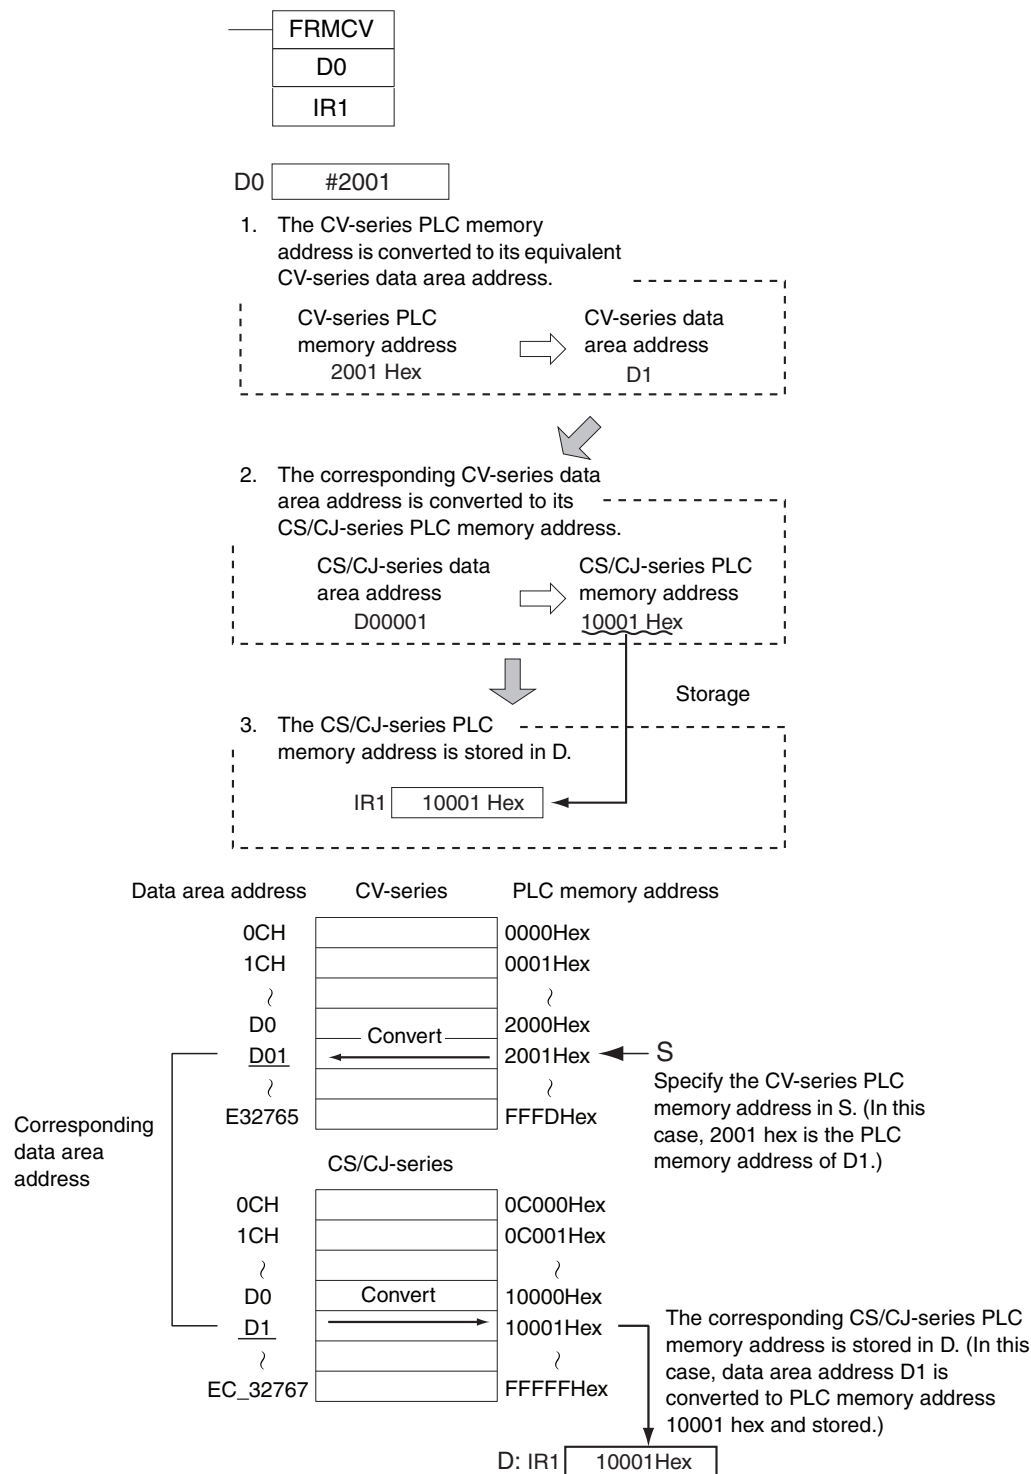 FRMCV
D0
IR1
D0 #2001
1. The CV-series PLC memory
address is converted to its equivalent
CV-series data area address.
CV-series PLC
memory address
2001 Hex
CV-series data
area address
D1
2. The corresponding CV-series data
area address is converted to its
CS/CJ-series PLC memory address.
CS/CJ-series data
area address
D00001
CS/CJ-series PLC
memory address
10001 Hex
Storage
3. The CS/CJ-series PLC
memory address is stored in D.
IR1 10001 Hex
Data area address CV-series PLC memory address
0CH 0000Hex
1CH 0001Hex
~ ~
D0 2000Hex
Convert
D01 2001Hex S
~ ~
E32765 FFFDHex
Specify the CV-series PLC
memory address in S. (In this
case, 2001 hex is the PLC
memory address of D1.)
Corresponding
data area
address
CS/CJ-series
0CH 0C000Hex
1CH 0C001Hex
~ ~
D0 Convert 10000Hex
D1 10001Hex
~ ~
EC_32767 FFFFFHex
The corresponding CS/CJ-series PLC
memory address is stored in D. (In this
case, data area address D1 is
converted to PLC memory address
10001 hex and stored.)
D: IR1 10001Hex